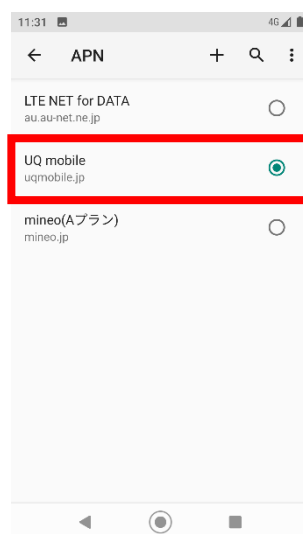 11:31 4G
APN
LTE NET for DATA
au.au-net.ne.jp
UQ mobile
uqmobile.jp
mineo(Aプラン)
mineo.jp